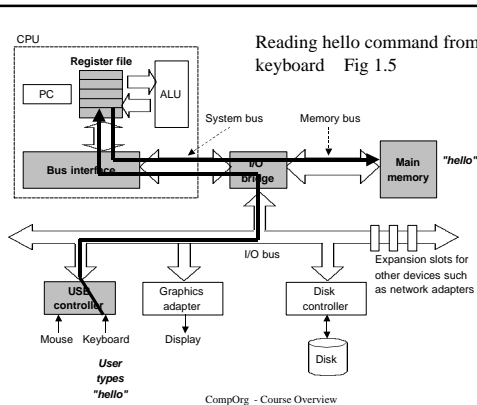 Reading hello command from
keyboard Fig 1.5
CPU
Register file
PC
ALU
System bus
Memory bus
Bus interface
I/O
bridge
Main
memory
"hello"
I/O bus
Expansion slots for
other devices such
as network adapters
USB
controller
Graphics
adapter
Disk
controller
Mouse
Keyboard
Display
Disk
User
types
"hello"
CompOrg - Course Overview